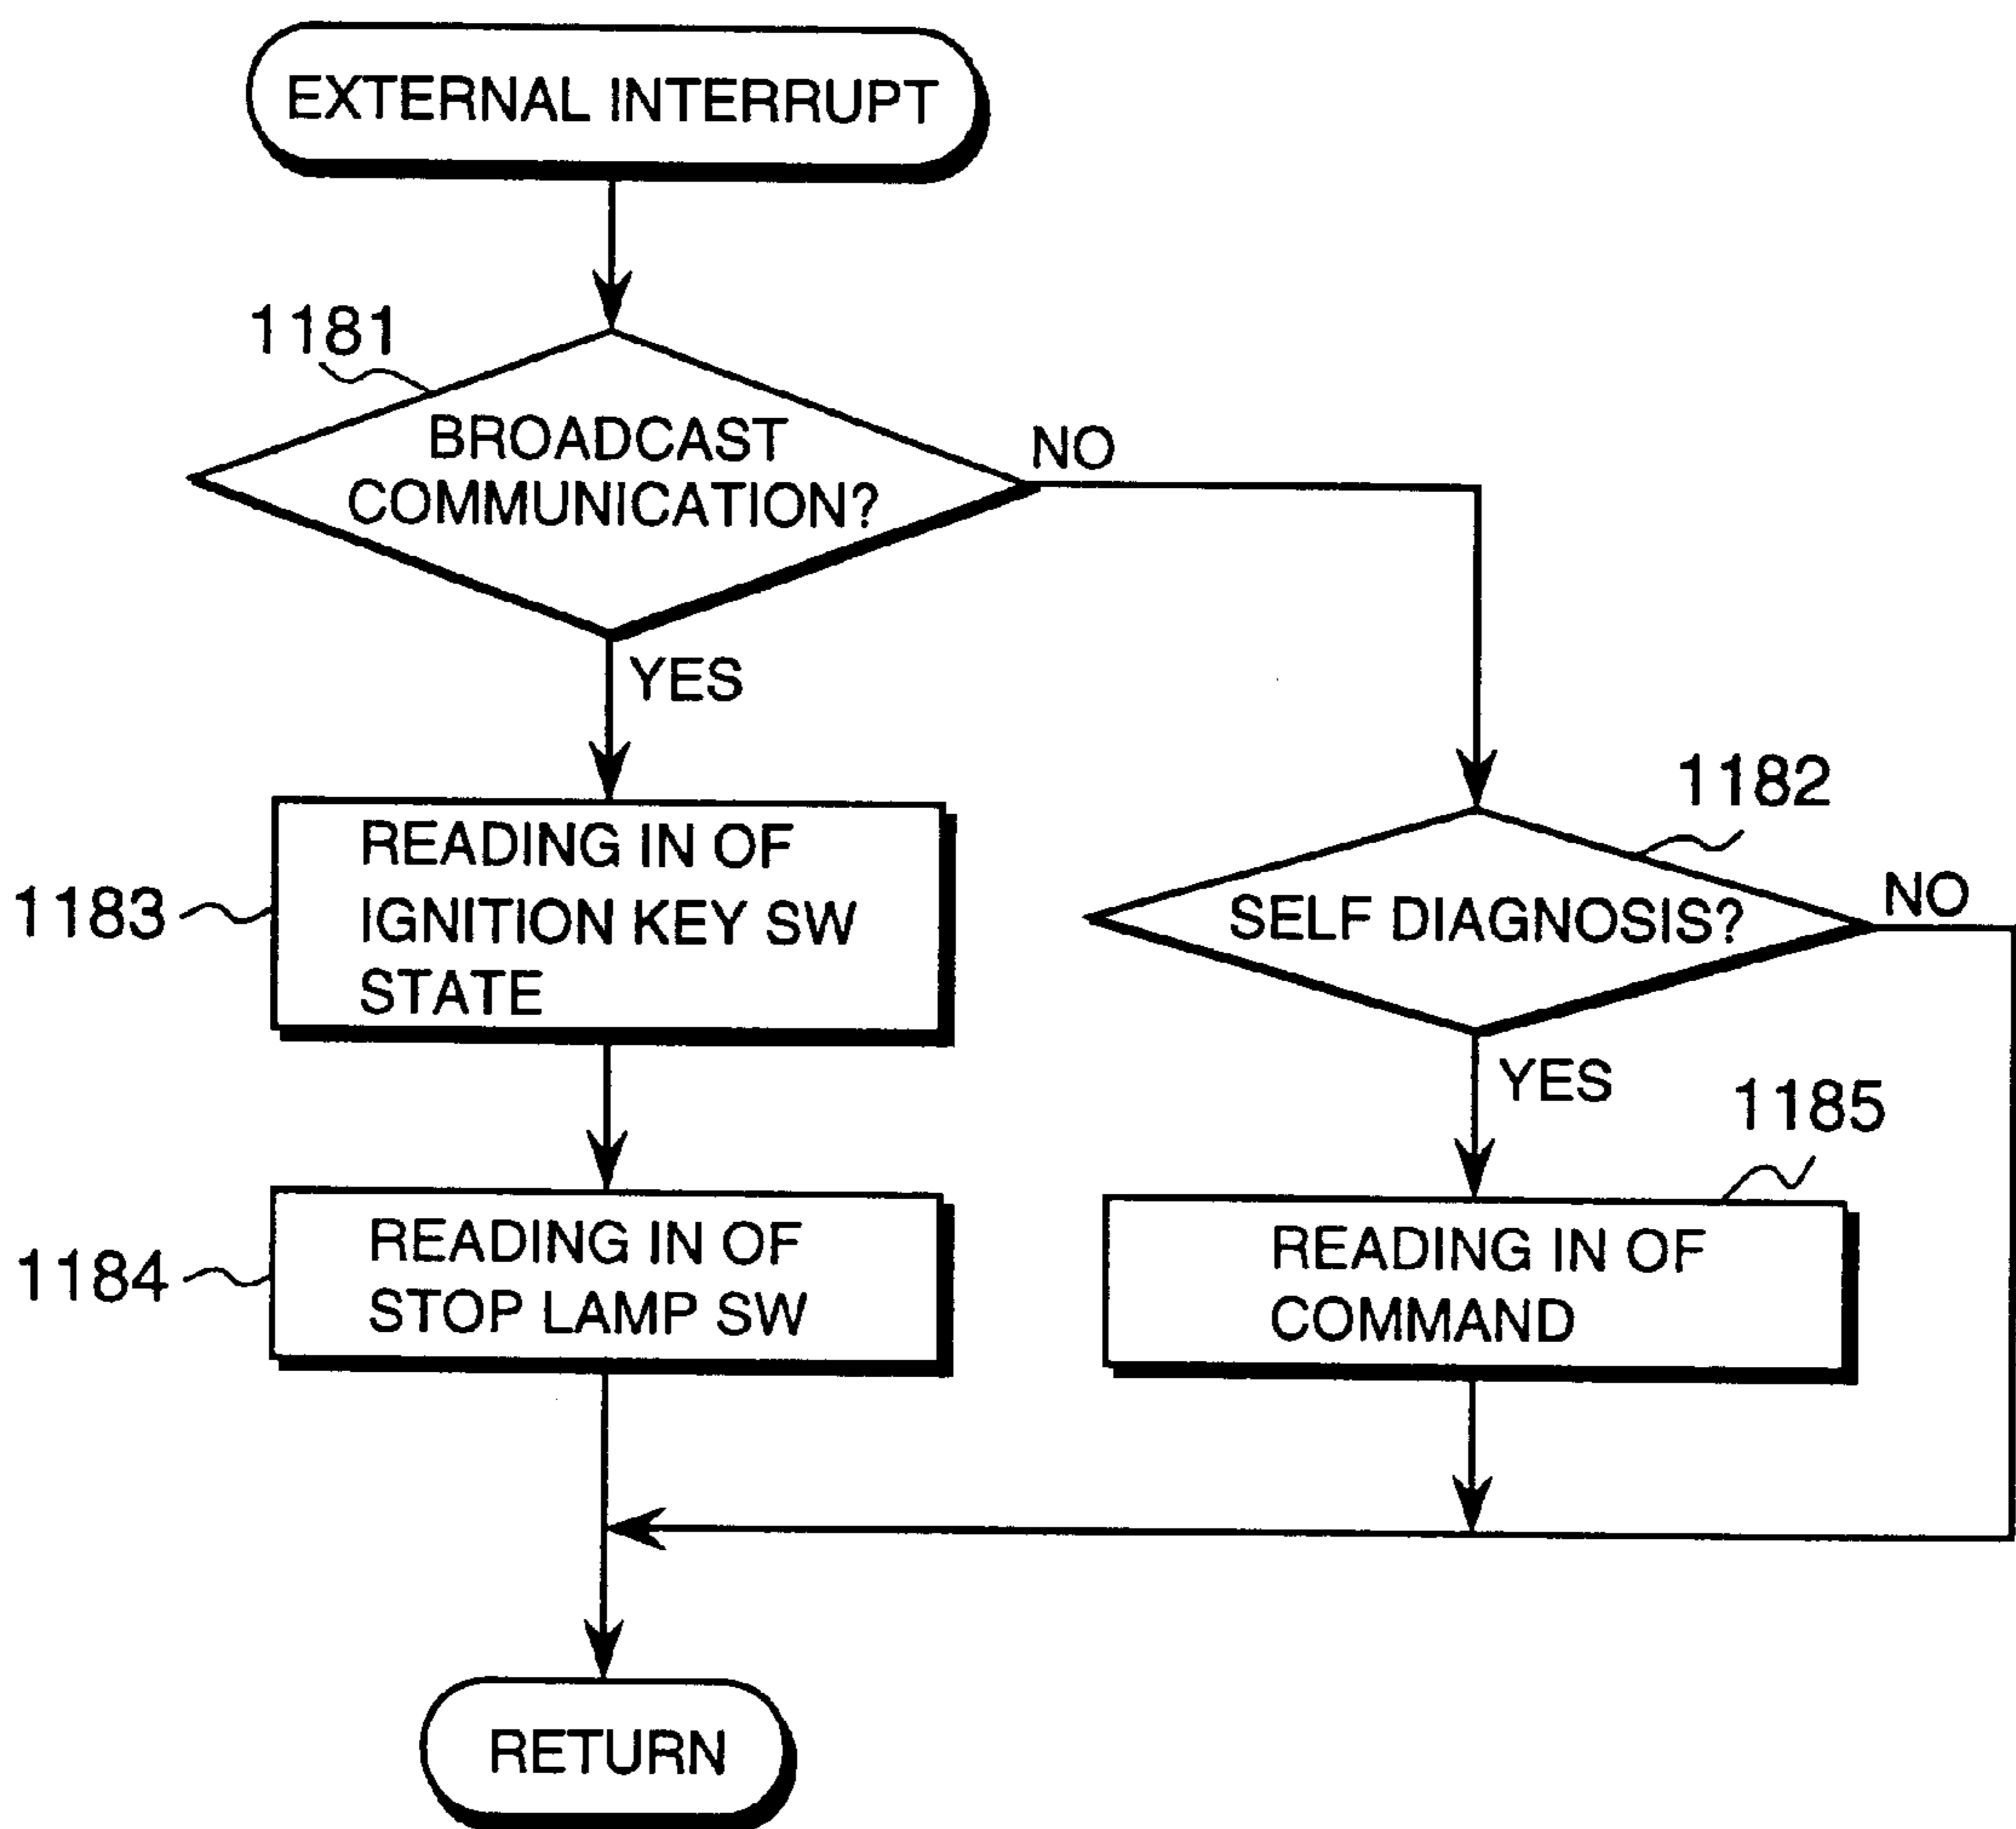 EXTERNAL INTERRUPT
1181
BROADCAST
COMMUNICATION?
NO
YES
1182
1183
READING IN OF
IGNITION KEY SW
STATE
SELF DIAGNOSIS?
NO
YES
1185
1184
READING IN OF
STOP LAMP SW
READING IN OF
COMMAND
RETURN